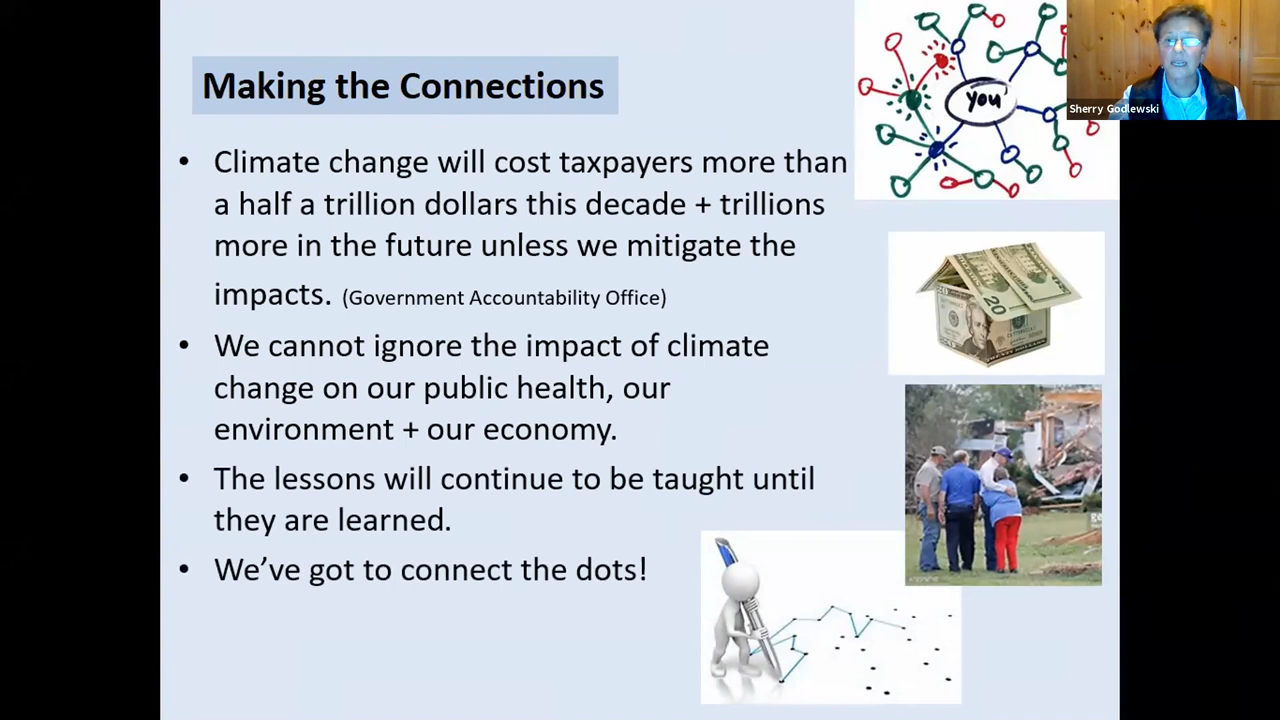 Making the Connections
you
Sherry Godlewski
• Climate change will cost taxpayers more than
a half a trillion dollars this decade + trillions
more in the future unless we mitigate the
impacts. (Government Accountability Office)
• We cannot ignore the impact of climate
change on our public health, our
environment + our economy.
• The lessons will continue to be taught until
they are learned.
• We’ve got to connect the dots!
20